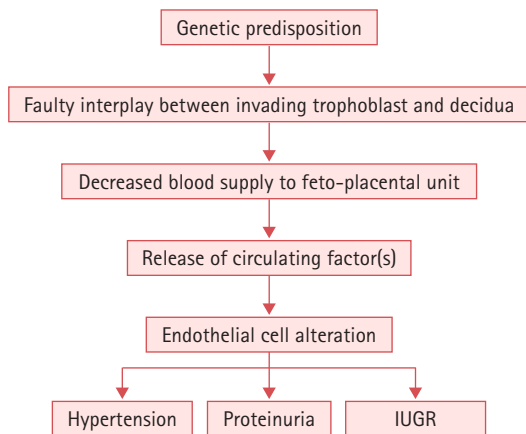 Genetic predisposition
Faulty interplay between invading trophoblast and decidua
Decreased blood supply to feto-placental unit
Release of circulating factor(s)
Endothelial cell alteration
Hypertension
Proteinuria
IUGR